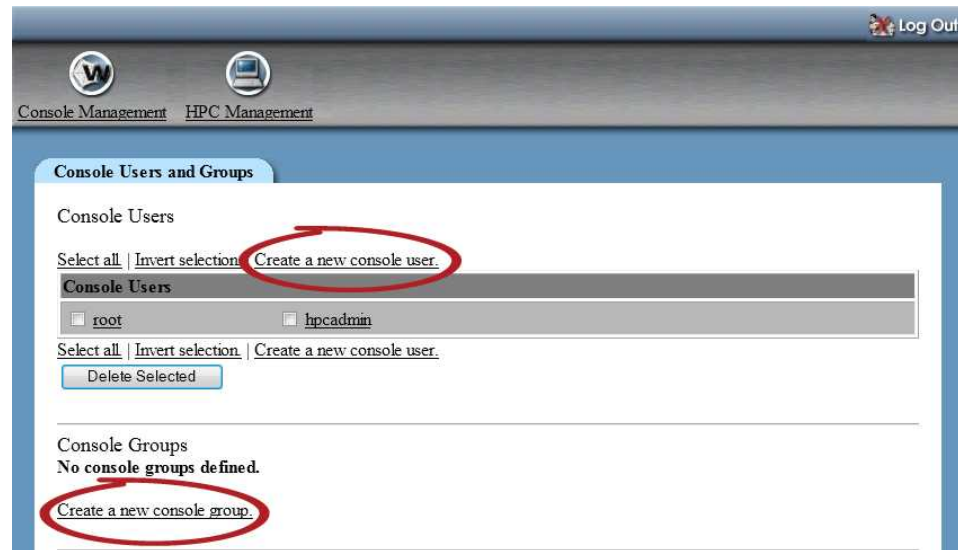 Log Out
W
Console Management HPC Management
Console Users and Groups
Console Users
Select all. | Invert selection. Create a new console user.
Console Users
root hpcadmin
Select all. | Invert selection. | Create a new console user.
Delete Selected
Console Groups
No console groups defined.
Create a new console group.